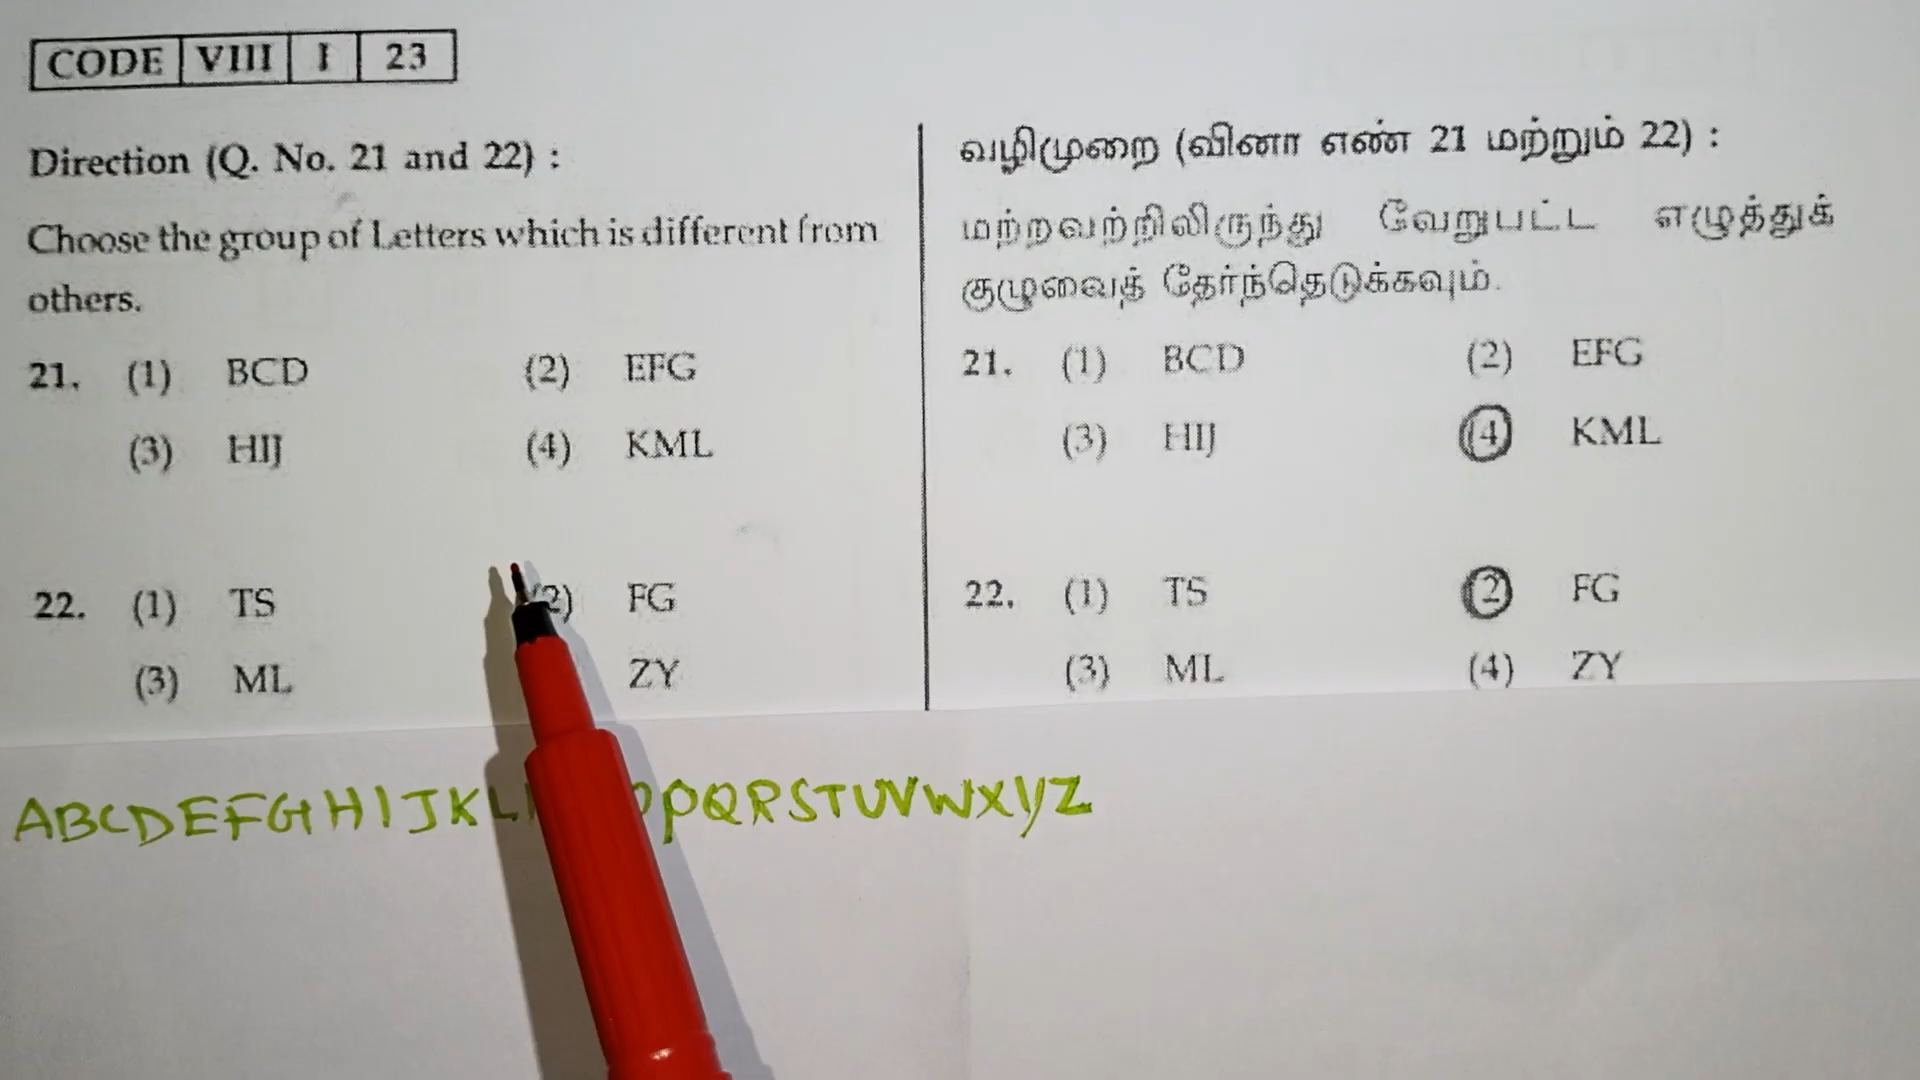 CODE VIII I 23
Direction (Q. No. 21 and 22) :
Choose the group of Letters which is different from
others.
21. (1) BCD (2) EFG
(3) HIJ (4) KML
22. (1) TS (2) FG
(3) ML ZY
வழிமுறை (வினா எண் 21 மற்றும் 22) :
மற்றவற்றிலிருந்து வேறுபட்ட எழுத்துக்
குழுவைத் தேர்ந்தெடுக்கவும்.
21. (1) BCD (2) EFG
(3) HIJ (4) KML
22. (1) TS (2) FG
(3) ML (4) ZY
ABCDEFGHIJKL PQRSTUVWXYZ